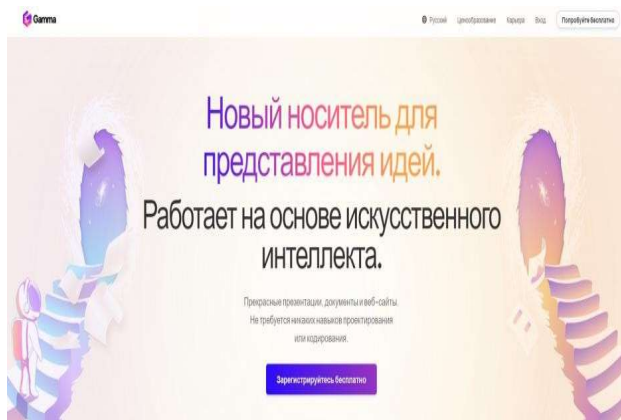 Gamma
Русский Ценообразование Карьера Вход Попробуйте бесплатно
Новый носитель для
представления идей.
Работает на основе искусственного
интеллекта.
Прекрасные презентации, документы и веб-сайты.
Не требуется никаких навыков проектирования
или кодирования.
Зарегистрируйтесь бесплатно